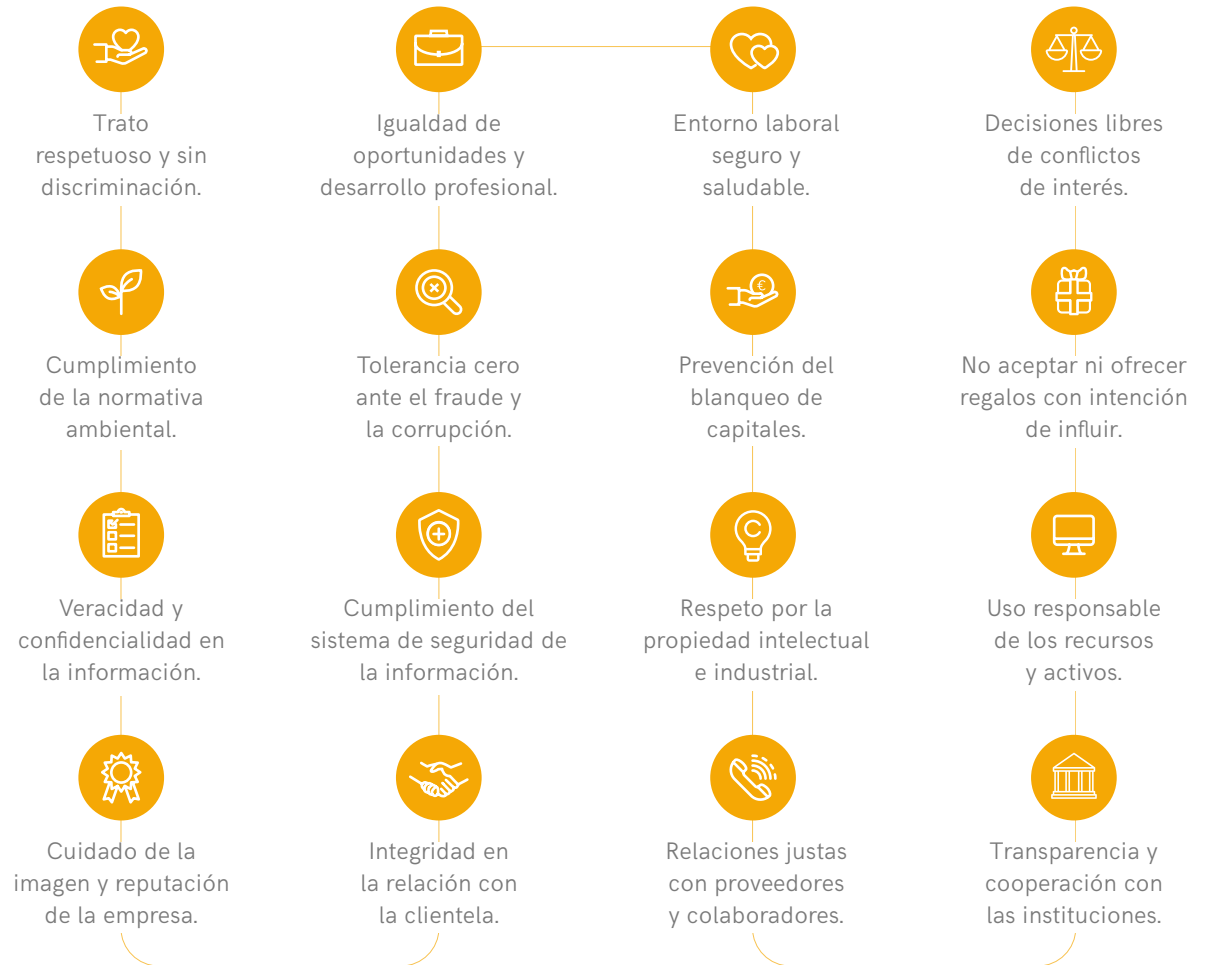 Trato
respetuoso y sin
discriminación.
Igualdad de
oportunidades y
desarrollo profesional.
Entorno laboral
seguro y
saludable.
Decisiones libres
de conflictos
de interés.
Cumplimiento
de la normativa
ambiental.
Tolerancia cero
ante el fraude y
la corrupción.
€
Prevención del
blanqueo de
capitales.
No aceptar ni ofrecer
regalos con intención
de influir.
Veracidad y
confidencialidad en
la información.
Cumplimiento del
sistema de seguridad de
la información.
C
Respeto por la
propiedad intelectual
e industrial.
Uso responsable
de los recursos
y activos.
Cuidado de la
imagen y reputación
de la empresa.
Integridad en
la relación con
la clientela.
Relaciones justas
con proveedores
y colaboradores.
Transparencia y
cooperación con
las instituciones.